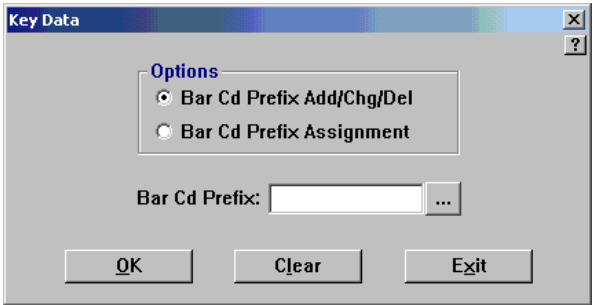 Key Data
?
Options
Bar Cd Prefix Add/Chg/Del
Bar Cd Prefix Assignment
Bar Cd Prefix: ...
OK Clear Exit